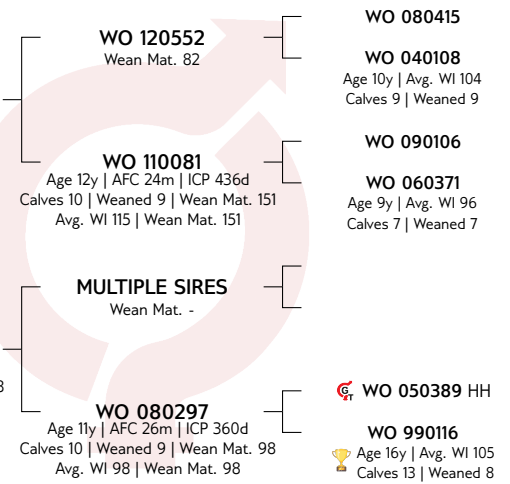 WO 080415
WO 120552
Wean Mat. 82
WO 040108
Age 10y | Avg. WI 104
Calves 9 | Weaned 9
WO 090106
WO 110081
Age 12y | AFC 24m | ICP 436d
Calves 10 | Weaned 9 | Wean Mat. 151
Avg. WI 115 | Wean Mat. 151
WO 060371
Age 9y | Avg. WI 96
Calves 7 | Weaned 7
MULTIPLE SIRES
Wean Mat. -
3
GT WO 050389 HH
WO 080297
Age 11y | AFC 26m | ICP 360d
Calves 10 | Weaned 9 | Wean Mat. 98
Avg. WI 98 | Wean Mat. 98
WO 990116
Age 16y | Avg. WI 105
Calves 13 | Weaned 8